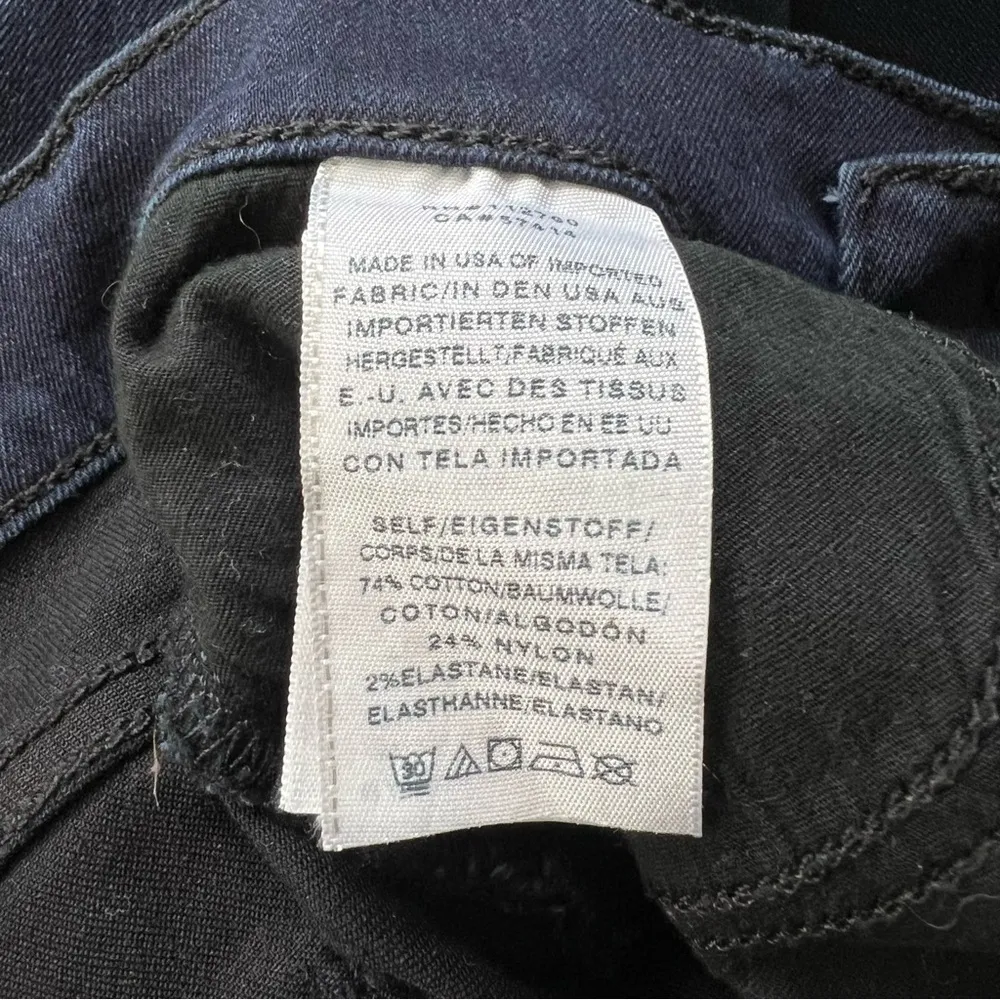 CA#57414
MADE IN USA OF IMPORTED
FABRIC/IN DEN USA AUS
IMPORTIERTEN STOFFEN
HERGESTELLT/FABRIQUÉ AUX
E.-U. AVEC DES TISSUS
IMPORTES/HECHO EN EE UU
CON TELA IMPORTADA
SELF/EIGENSTOFF/
CORPS/DE LA MISMA TELA:
74% COTTON/BAUMWOLLE/
COTON/ALGODÓN
24% NYLON
2%ELASTANE/ELASTAN/
ELASTHANNE/ELASTANO
30